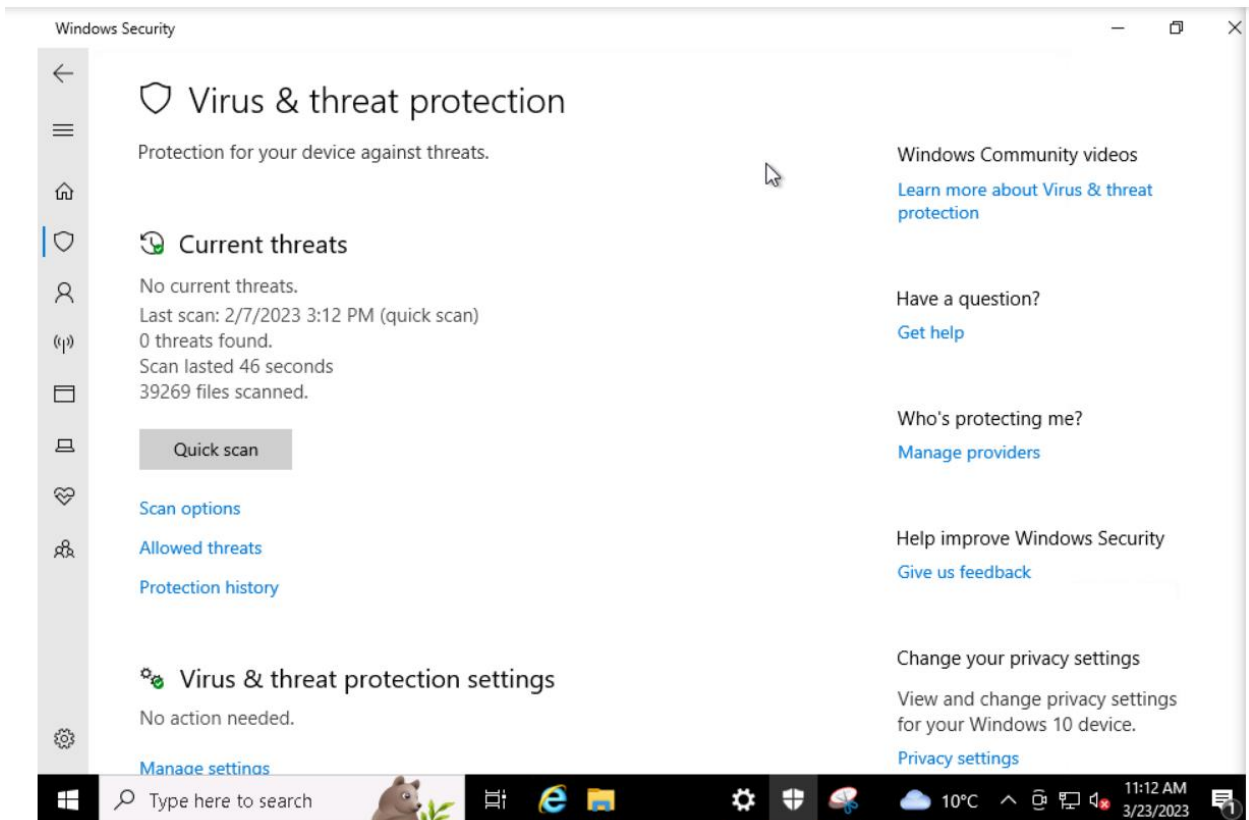 Windows Security
Virus & threat protection
Protection for your device against threats.
Current threats
No current threats.
Last scan: 2/7/2023 3:12 PM (quick scan)
0 threats found.
Scan lasted 46 seconds
39269 files scanned.
Quick scan
Scan options
Allowed threats
Protection history
Virus & threat protection settings
No action needed.
Manage settings
Windows Community videos
Learn more about Virus & threat
protection
Have a question?
Get help
Who's protecting me?
Manage providers
Help improve Windows Security
Give us feedback
Change your privacy settings
View and change privacy settings
for your Windows 10 device.
Privacy settings
Type here to search
10°C
11:12 AM
3/23/2023
1